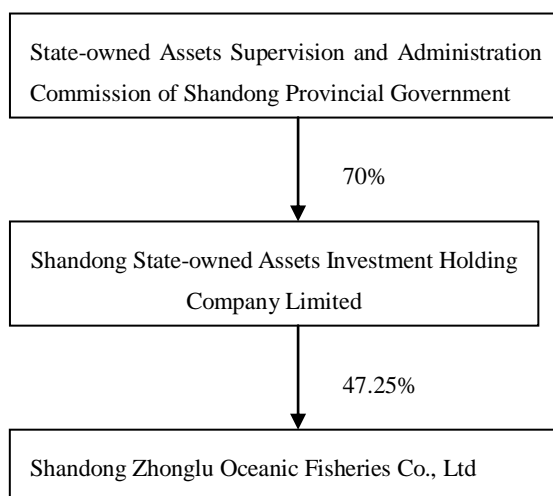 State-owned Assets Supervision and Administration
Commission of Shandong Provincial Government
70%
Shandong State-owned Assets Investment Holding
Company Limited
47.25%
Shandong Zhonglu Oceanic Fisheries Co., Ltd